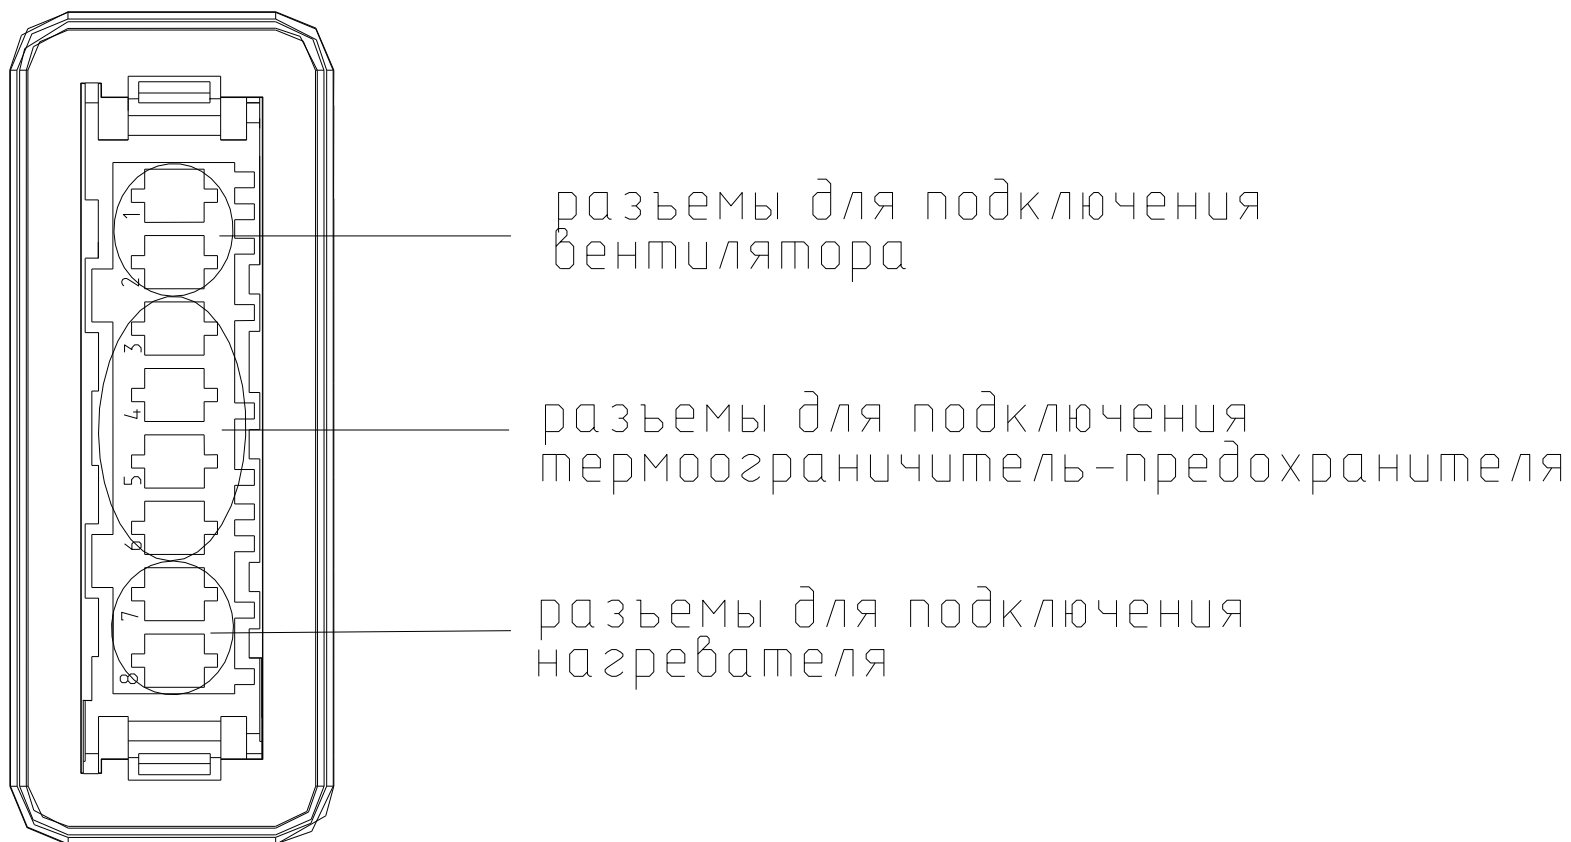 1
разъемы для подключения
вентилятора
2
3
4
разъемы для подключения
термоограничитель-предохранителя
5
6
7
разъемы для подключения
нагревателя
8